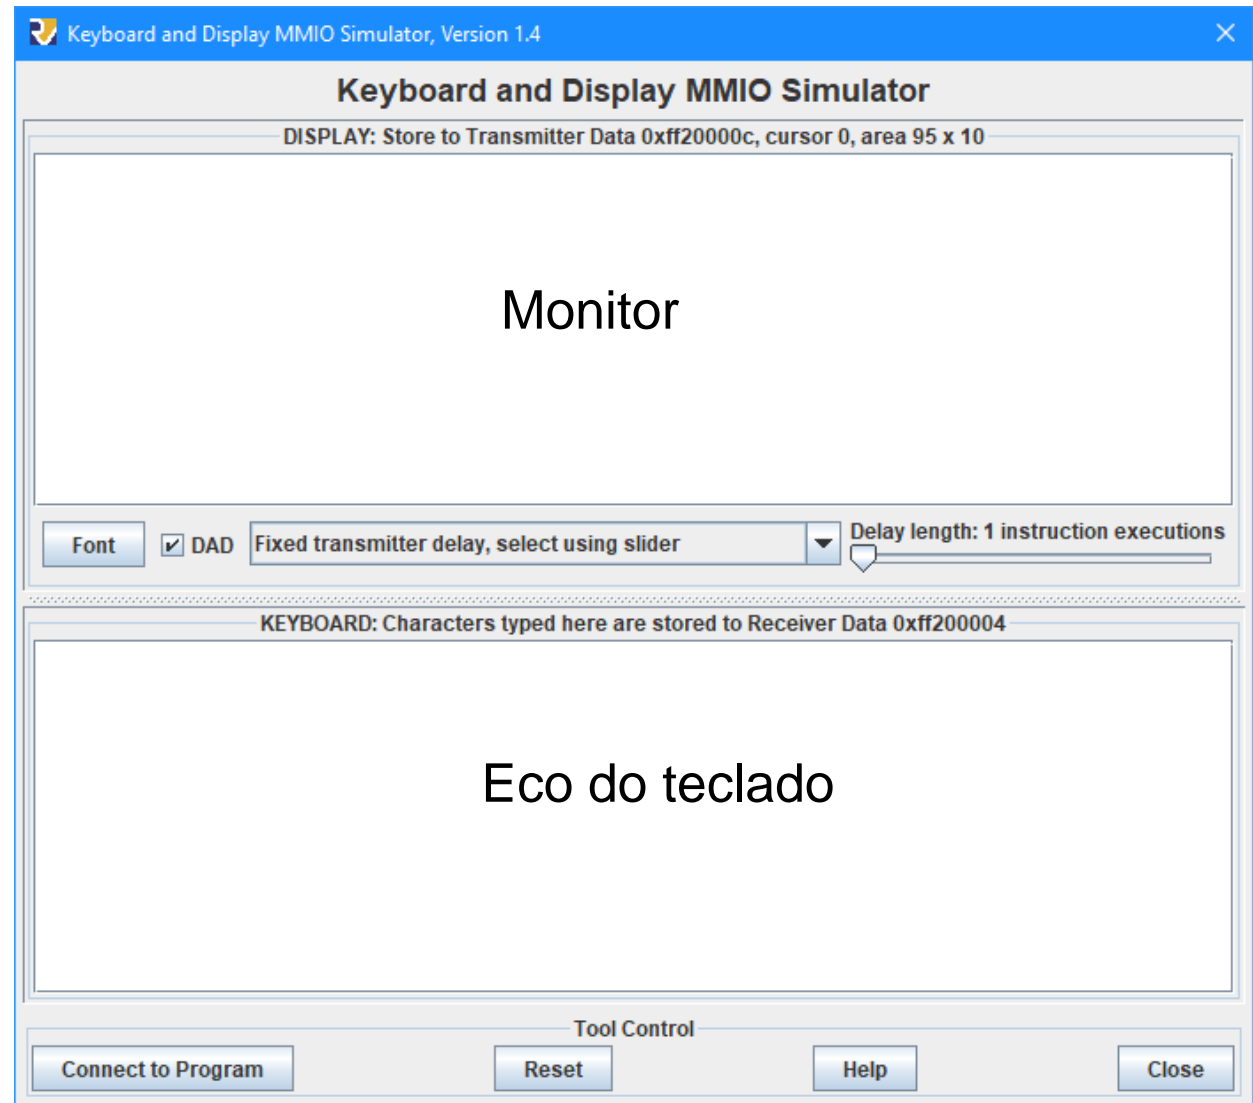 Keyboard and Display MMIO Simulator, Version 1.4
Keyboard and Display MMIO Simulator
DISPLAY: Store to Transmitter Data 0xff20000c, cursor 0, area 95 x 10
Monitor
Font
DAD
Fixed transmitter delay, select using slider
Delay length: 1 instruction executions
KEYBOARD: Characters typed here are stored to Receiver Data 0xff200004
Eco do teclado
Tool Control
Connect to Program
Reset
Help
Close